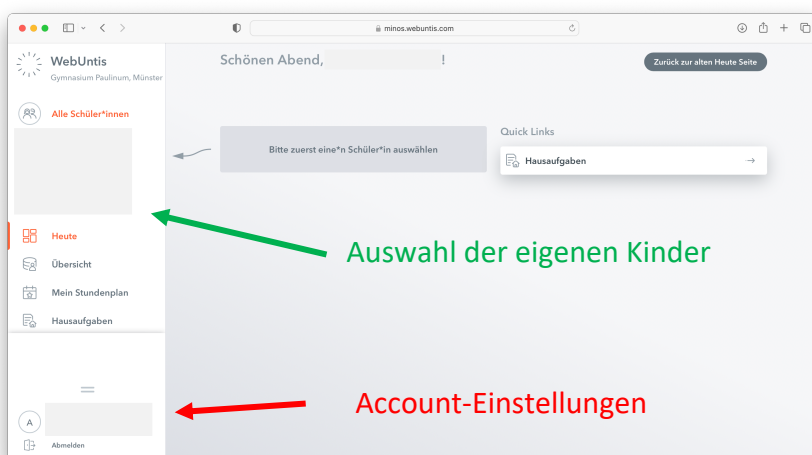 minos.webuntis.com
WebUntis
Gymnasium Paulinum, Münster
Schönen Abend, !
Zurück zur alten Heute Seite
Alle Schüler*innen
Bitte zuerst eine*n Schüler*in auswählen
Quick Links
Hausaufgaben
Auswahl der eigenen Kinder
Heute
Übersicht
Mein Stundenplan
Hausaufgaben
Account-Einstellungen
A
Abmelden